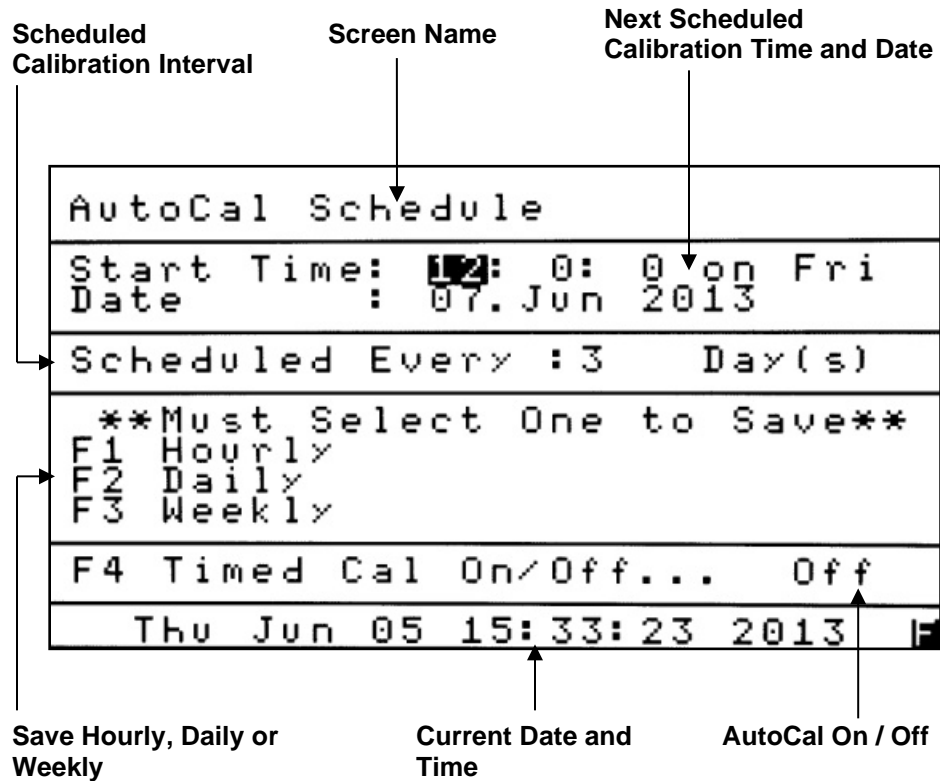 Scheduled
Calibration Interval
Screen Name
Next Scheduled
Calibration Time and Date
AutoCal Schedule
Start Time: 12: 0: 0 on Fri
Date : 07.Jun 2013
Scheduled Every :3 Day(s)
**Must Select One to Save**
F1 Hourly
F2 Daily
F3 Weekly
F4 Timed Cal On/Off... Off
Thu Jun 05 15:33:23 2013 F
Save Hourly, Daily or
Weekly
Current Date and
Time
AutoCal On / Off